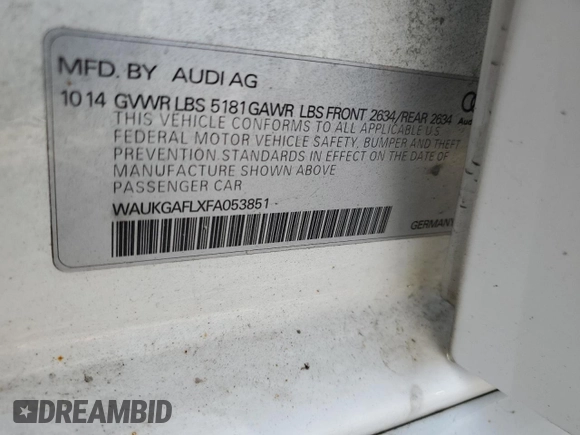 MFD. BY AUDI AG
10 14 GVWR LBS 5181 GAWR LBS FRONT 2634/REAR 2634
THIS VEHICLE CONFORMS TO ALL APPLICABLE U.S.
FEDERAL MOTOR VEHICLE SAFETY, BUMPER AND THEFT
PREVENTION STANDARDS IN EFFECT ON THE DATE OF
MANUFACTURE SHOWN ABOVE
PASSENGER CAR
WAUKGAFLXFA053851 -
GERMANY
DREAMBID